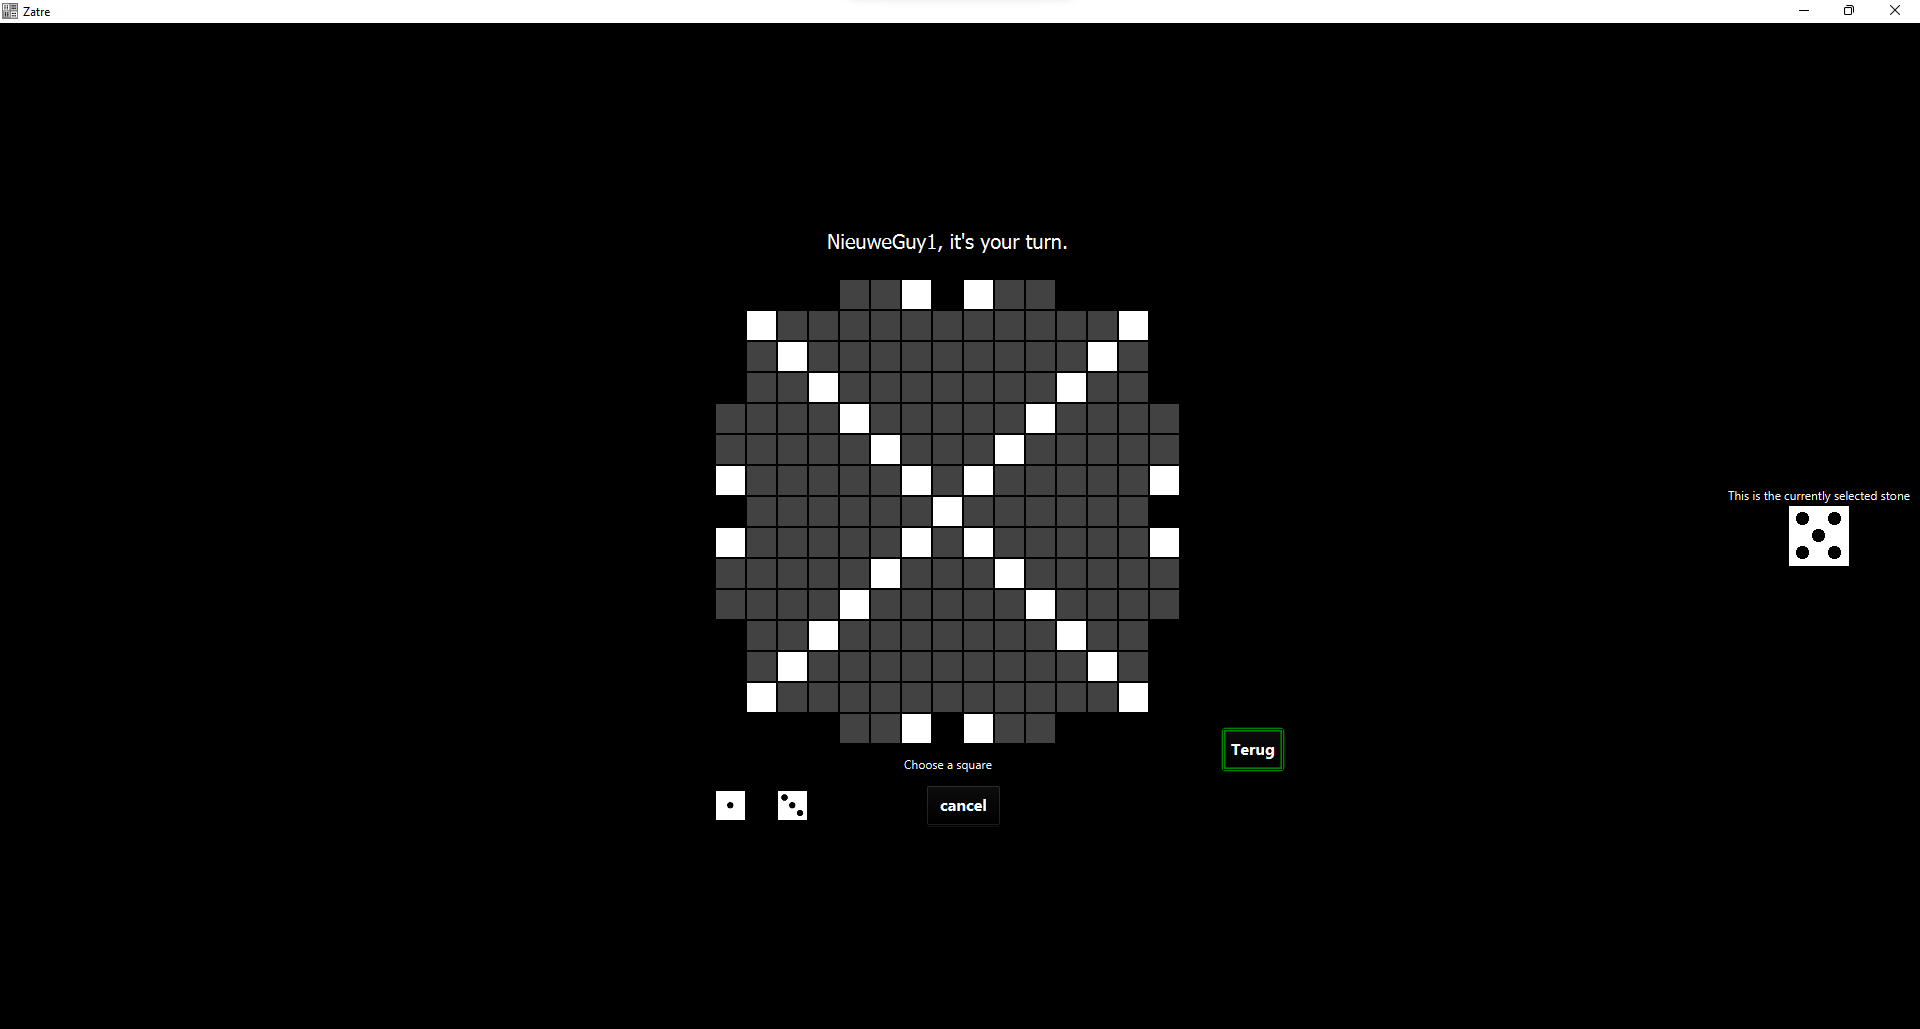 Zatre
NieuweGuy1, it's your turn.
This is the currently selected stone
Terug
Choose a square
cancel